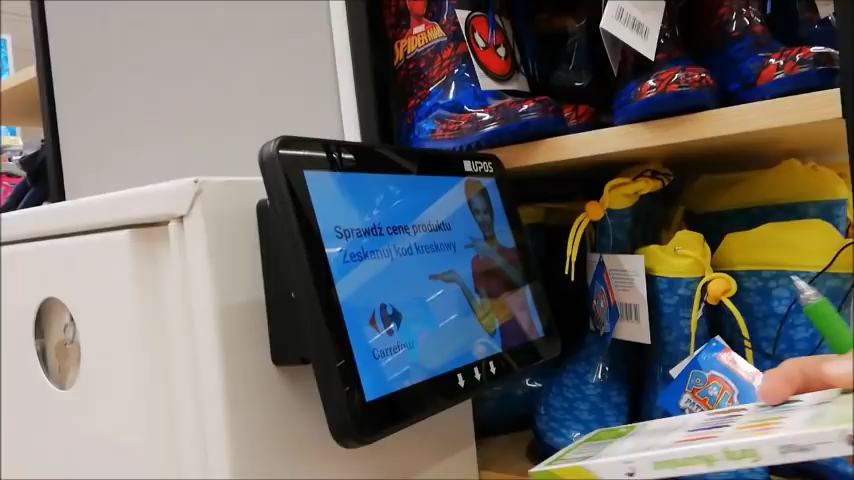 SPIDER-MAN
UPOS
Sprawdź cenę produktu
Zeskanuj kod kreskowy
Carrefour
PAW